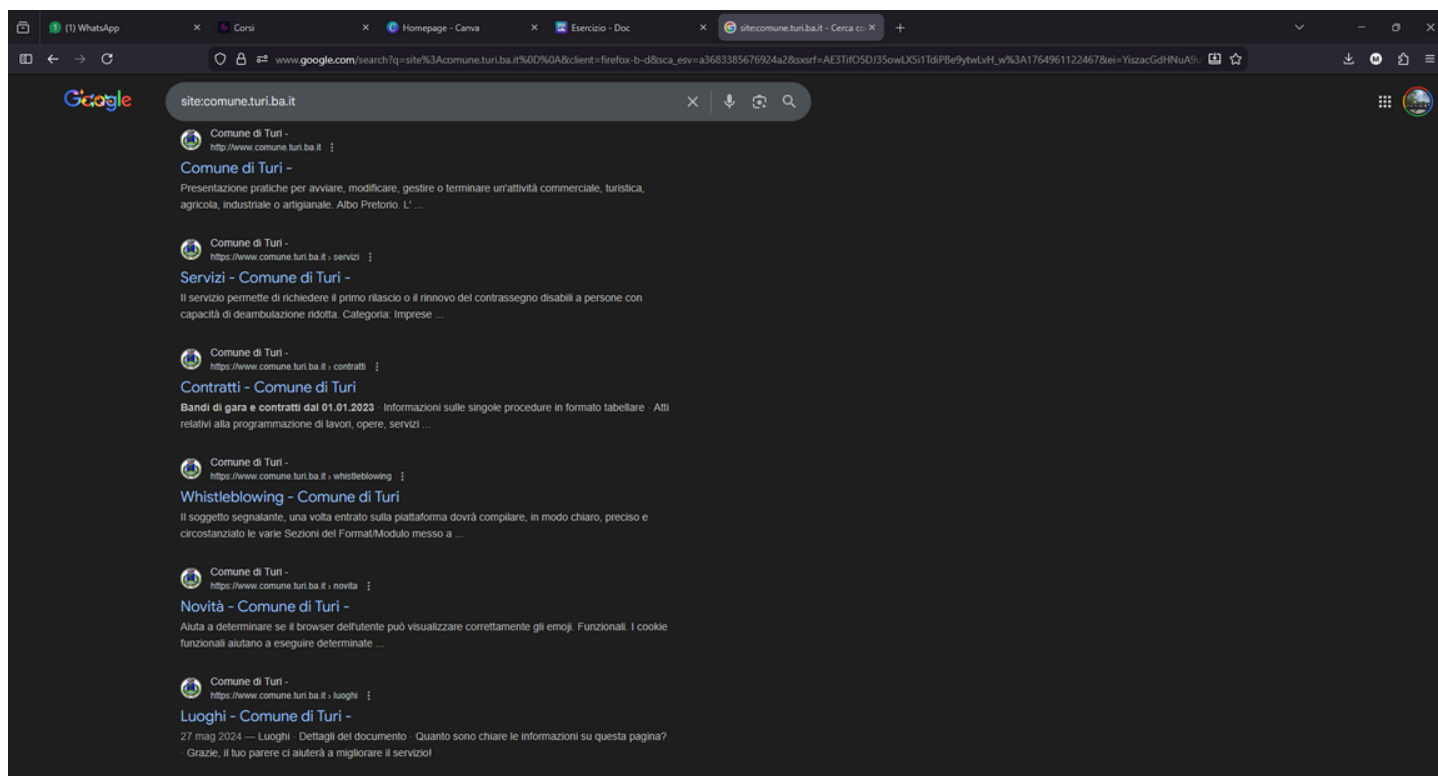 (1) WhatsApp
Corsi
Homepage - Canva
Esercizio - Doc
site:comune.turi.ba.it - Cerca co
www.google.com/search?q=site%3Acomune.turi.ba.it%0D%0A&client=firefox-b-d&sca_esv=a3683385676924a2&sxsrf=
Google
site:comune.turi.ba.it
Comune di Turi -
http://www.comune.turi.ba.it
Comune di Turi -
Presentazione pratiche per avviare, modificare, gestire o terminare un'attività commerciale, turistica,
agricola, industriale o artigianale. Albo Pretorio. L' ...
Comune di Turi -
https://www.comune.turi.ba.it › servizi
Servizi - Comune di Turi -
Il servizio permette di richiedere il primo rilascio o il rinnovo del contrassegno disabili a persone con
capacità di deambulazione ridotta. Categoria: Imprese ...
Comune di Turi -
https://www.comune.turi.ba.it › contratti
Contratti - Comune di Turi
Bandi di gara e contratti dal 01.01.2023 · Informazioni sulle singole procedure in formato tabellare · Atti
relativi alla programmazione di lavori, opere, servizi ...
Comune di Turi -
https://www.comune.turi.ba.it › whistleblowing
Whistleblowing - Comune di Turi
Il soggetto segnalante, una volta entrato sulla piattaforma dovrà compilare, in modo chiaro, preciso e
circostanziato le varie Sezioni del Format/Modulo messo a ...
Comune di Turi -
https://www.comune.turi.ba.it › novita
Novità - Comune di Turi -
Aiuta a determinare se il browser dell'utente può visualizzare correttamente gli emoji. Funzionali. I cookie
funzionali aiutano a eseguire determinate ...
Comune di Turi -
https://www.comune.turi.ba.it › luoghi
Luoghi - Comune di Turi -
27 mag 2024 — Luoghi · Dettagli del documento · Quanto sono chiare le informazioni su questa pagina?
· Grazie, il tuo parere ci aiuterà a migliorare il servizio!